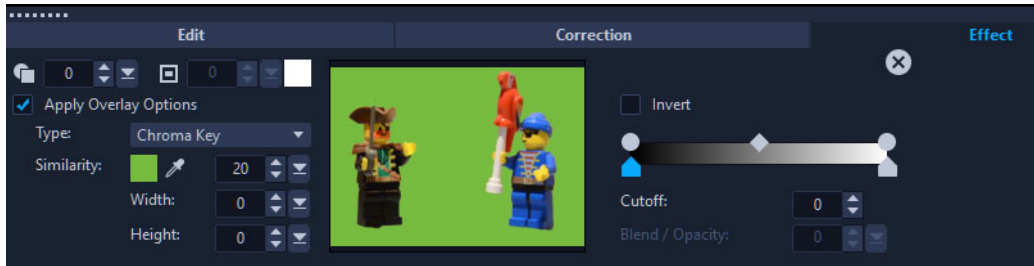 Edit Correction Effect
0 0
Apply Overlay Options
Invert
Type: Chroma Key
Similarity: 20
Width: 0
Cutoff: 0
Height: 0
Blend / Opacity: 0